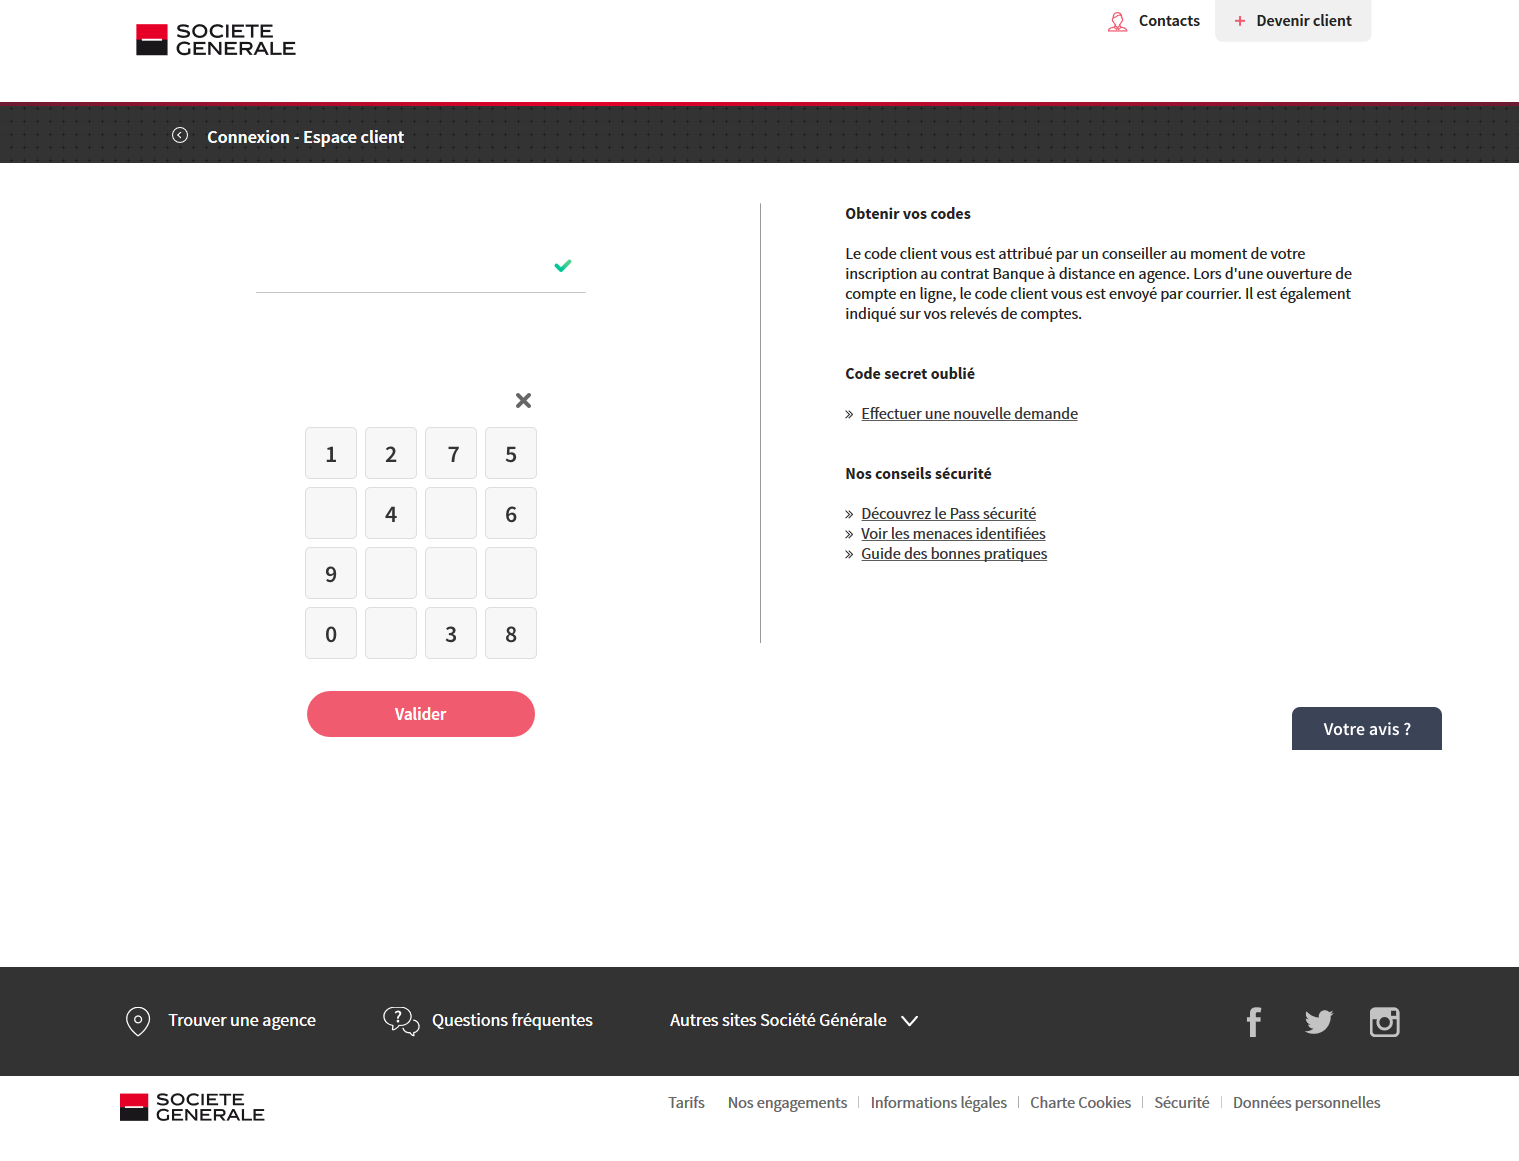 SOCIETE
GENERALE
Contacts
+ Devenir client
Connexion - Espace client
1 2 7 5
4 6
9
0 3 8
Valider
Obtenir vos codes
Le code client vous est attribué par un conseiller au moment de votre
inscription au contrat Banque à distance en agence. Lors d'une ouverture de
compte en ligne, le code client vous est envoyé par courrier. Il est également
indiqué sur vos relevés de comptes.
Code secret oublié
» Effectuer une nouvelle demande
Nos conseils sécurité
» Découvrez le Pass sécurité
» Voir les menaces identifiées
» Guide des bonnes pratiques
Votre avis ?
Trouver une agence
? Questions fréquentes
Autres sites Société Générale
SOCIETE
GENERALE
Tarifs Nos engagements Informations légales Charte Cookies Sécurité Données personnelles